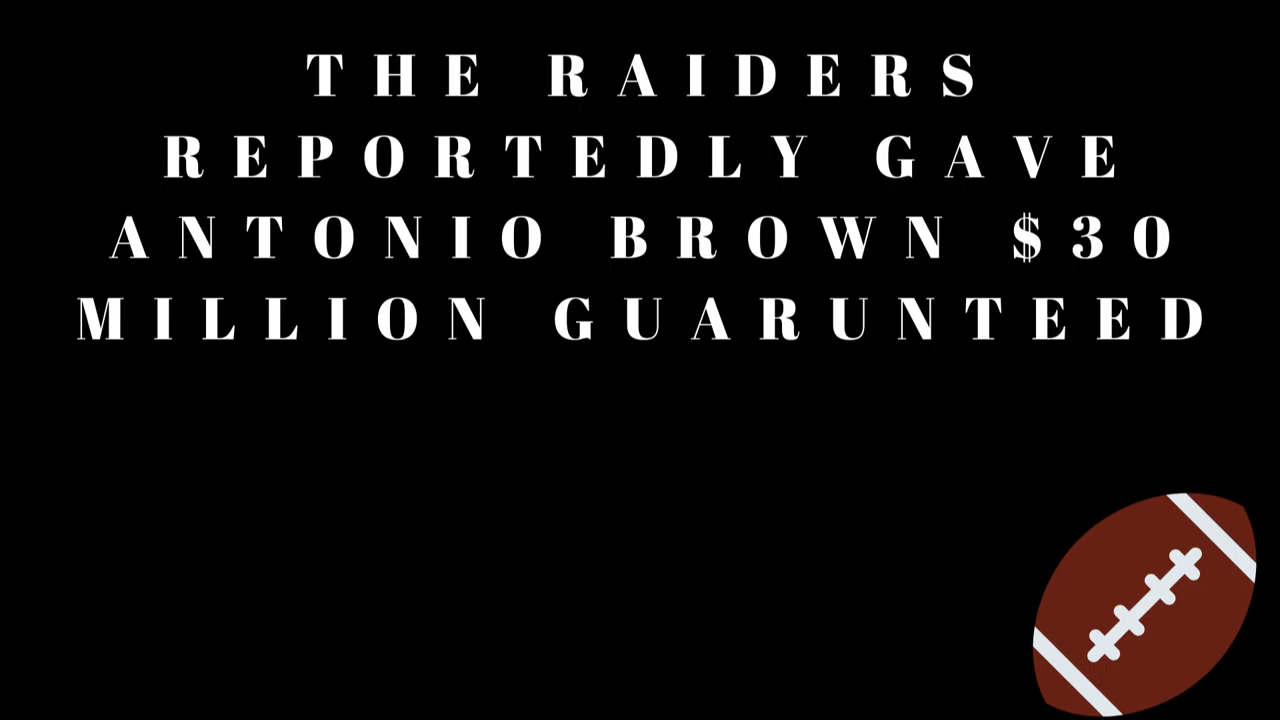 THE RAIDERS
REPORTEDLY GAVE
ANTONIO BROWN $30
MILLION GUARUNTEED